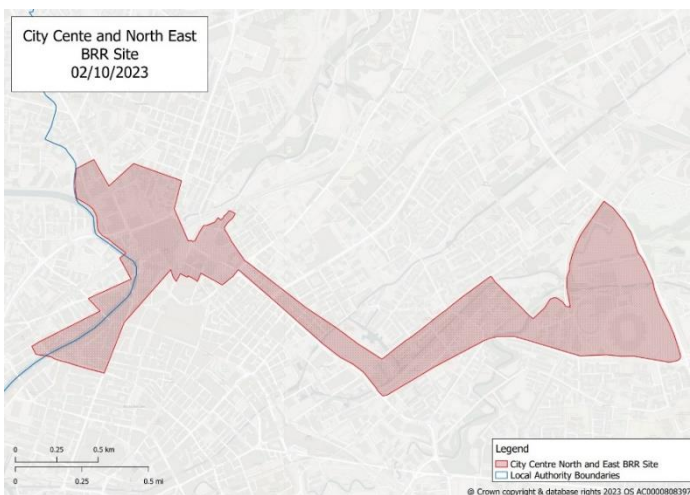 City Cente and North East
BRR Site
02/10/2023
0 0.25 0.5 km
0 0.25 0.5 mi
Legend
City Centre North and East BRR Site
Local Authority Boundaries
@ Crown copyright & database rights 2023 OS AC0000808397